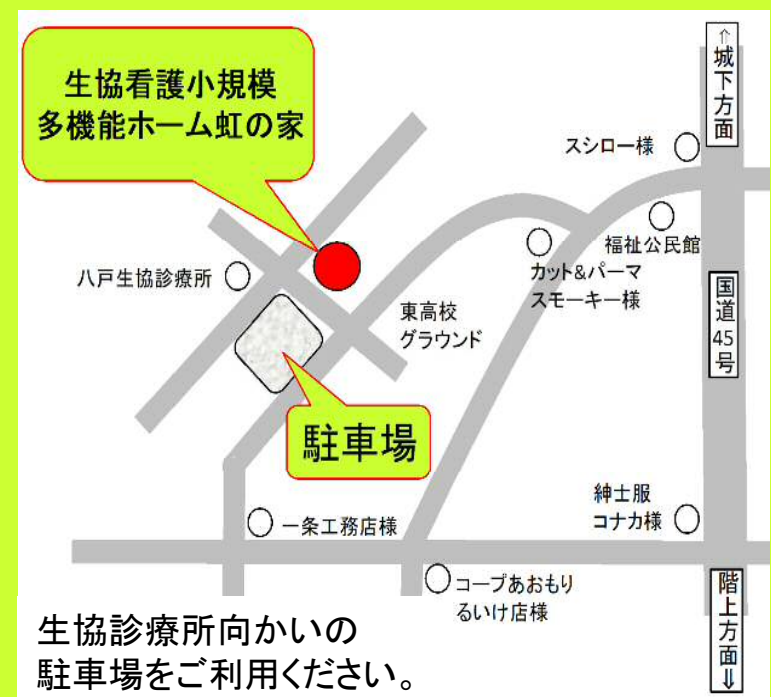 生協看護小規模
多機能ホーム虹の家
⇧城下方面
スシロー様
福祉公民館
カット&パーマ
スモーキー様
八戸生協診療所
東高校
グラウンド
国道45号
駐車場
紳士服
コナカ様
一条工務店様
コープあおもり
るいけ店様
階上方面⇩
生協診療所向かいの
駐車場をご利用ください。